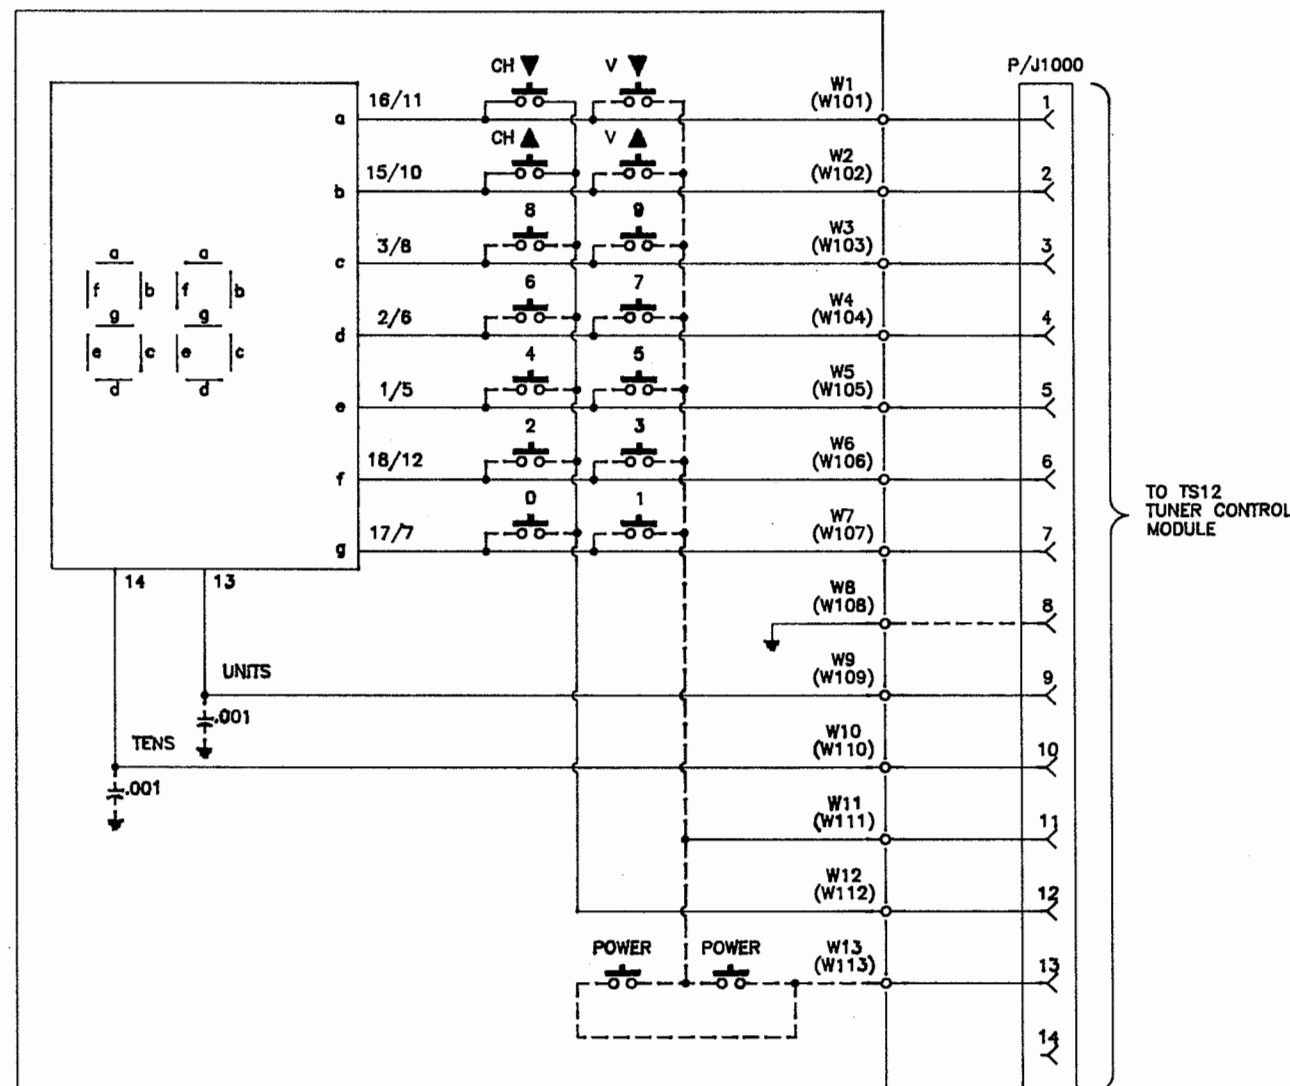 CH ▼ V ▼ W1 P/J1000
16/11 (W101) 1
a
CH ▲ V ▲ W2
15/10 (W102) 2
b
8 9 W3
3/8 (W103) 3
c
a a
f b f b
g g
e c e c
d d
6 7 W4
2/6 (W104) 4
d
4 5 W5
1/5 (W105) 5
e
2 3 W6
18/12 (W106) 6
f
0 1 W7
17/7 (W107) 7
g
TO TS12
TUNER CONTROL
MODULE
14 13
W8
(W108) 8
UNITS W9
(W109) 9
.001
TENS W10
(W110) 10
.001
W11
(W111) 11
W12
(W112) 12
POWER POWER W13
(W113) 13
14